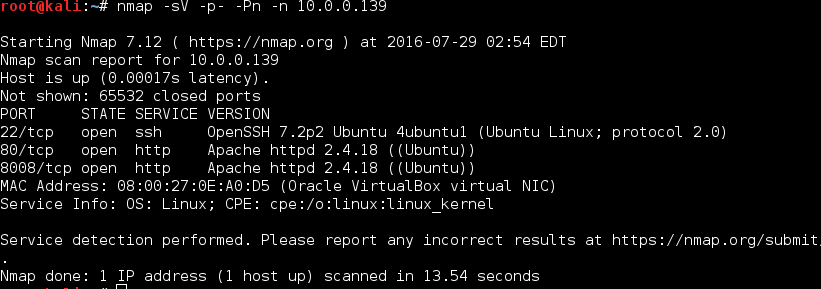 root@kali:~# nmap -sV -p- -Pn -n 10.0.0.139
Starting Nmap 7.12 ( https://nmap.org ) at 2016-07-29 02:54 EDT
Nmap scan report for 10.0.0.139
Host is up (0.00017s latency).
Not shown: 65532 closed ports
PORT     STATE SERVICE VERSION
22/tcp   open  ssh     OpenSSH 7.2p2 Ubuntu 4ubuntu1 (Ubuntu Linux; protocol 2.0)
80/tcp   open  http    Apache httpd 2.4.18 ((Ubuntu))
8008/tcp open  http    Apache httpd 2.4.18 ((Ubuntu))
MAC Address: 08:00:27:0E:A0:D5 (Oracle VirtualBox virtual NIC)
Service Info: OS: Linux; CPE: cpe:/o:linux:linux_kernel
Service detection performed. Please report any incorrect results at https://nmap.org/submit/
.
Nmap done: 1 IP address (1 host up) scanned in 13.54 seconds